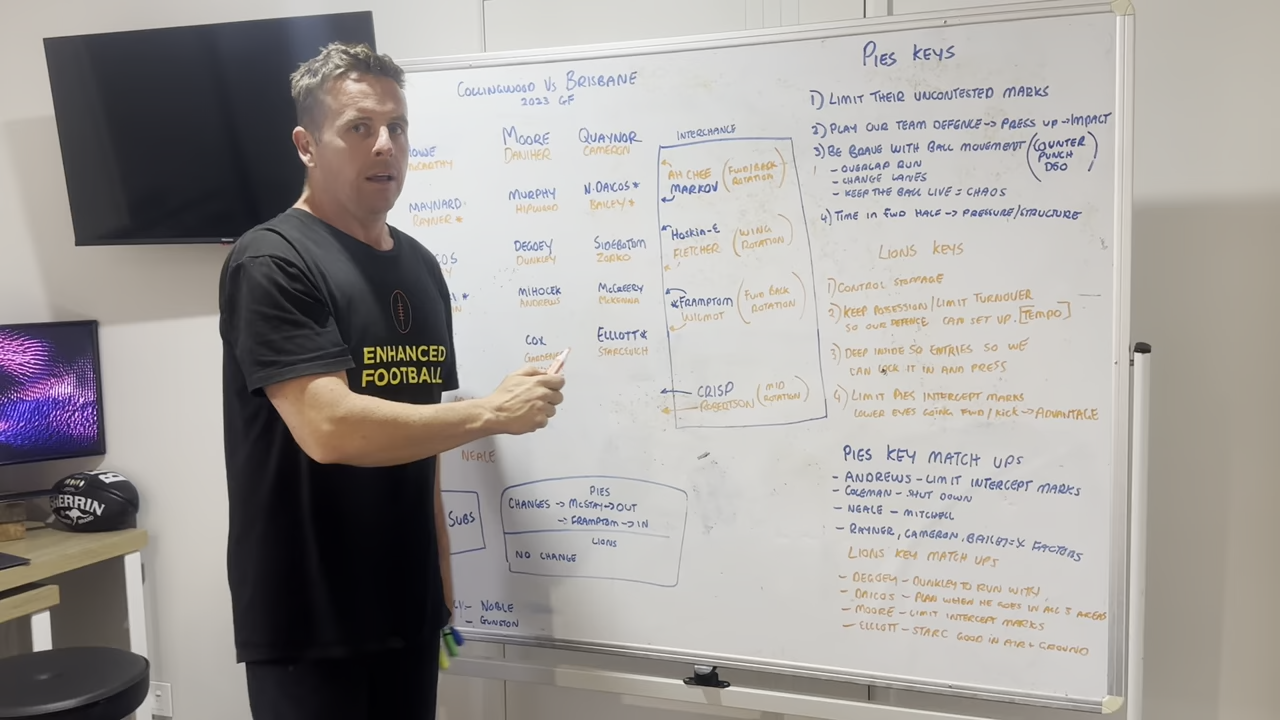 COLLINGWOOD VS BRISBANE
2023 GF
MOORE
DANIHER
QUAYNOR
CAMERON
MURPHY
HIPWOOD
N.DAICOS*
BAILEY*
MAYNARD
RAYNER*
DEGOEY
DUNKLEY
SIDEBOTTOM
ZORKO
MIHOCEK
ANDREWS
MCCREERY
MCKENNA
COX
ELLIOTT*
STARCEVICH
NEALE
INTERCHANGE
AH CHEE
MARKOV
(FWD/BACK ROTATION)
HOSKIN-E
FLETCHER
(WING ROTATION)
*FRAMPTOM
WILMOT
(FWD BACK ROTATION)
CRISP
ROBERTSON
(MID ROTATION)
SUBS
PIES
CHANGES → MCSTAY → OUT
→ FRAMPTOM → IN
LIONS
NO CHANGE
- NOBLE
- GUNSTON
PIES KEYS
1) LIMIT THEIR UNCONTESTED MARKS
2) PLAY OUR TEAM DEFENCE → PRESS UP → IMPACT
3) BE BRAVE WITH BALL MOVEMENT (COUNTER PUNCH D50)
- OVERLAP RUN
- CHANGE LANES
- KEEP THE BALL LIVE = CHAOS
4) TIME IN FWD HALF → PRESSURE/STRUCTURE
LIONS KEYS
1) CONTROL STOPPAGE
2) KEEP POSSESSION/LIMIT TURNOVER
SO OUR DEFENCE CAN SET UP. [TEMPO]
3) DEEP INSIDE 50 ENTRIES SO WE
CAN LOCK IT IN AND PRESS
4) LIMIT PIES INTERCEPT MARKS
LOWER EYES GOING FWD/KICK → ADVANTAGE
PIES KEY MATCH UPS
- ANDREWS - LIMIT INTERCEPT MARKS
- COLEMAN - SHUT DOWN
- NEALE - MITCHELL
- RAYNER, CAMERON, BAILEY = X FACTORS
LIONS KEY MATCH UPS
- DEGOEY - DUNKLEY TO RUN WITH
- DAICOS - PLAN WHEN HE GOES IN ALL 3 AREAS
- MOORE - LIMIT INTERCEPT MARKS
- ELLIOTT - STARC GOOD IN AIR + GROUND
ENHANCED
FOOTBALL
SHERRIN